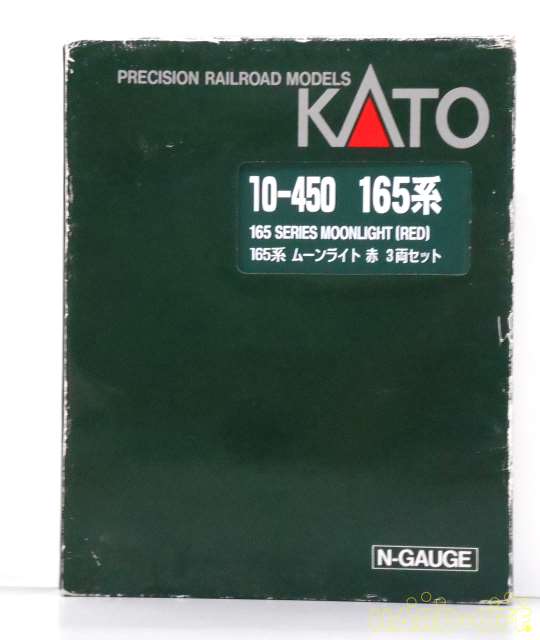 PRECISION RAILROAD MODELS
KATO
10-450 165系
165 SERIES MOONLIGHT (RED)
165系 ムーンライト 赤 3両セット
N-GAUGE